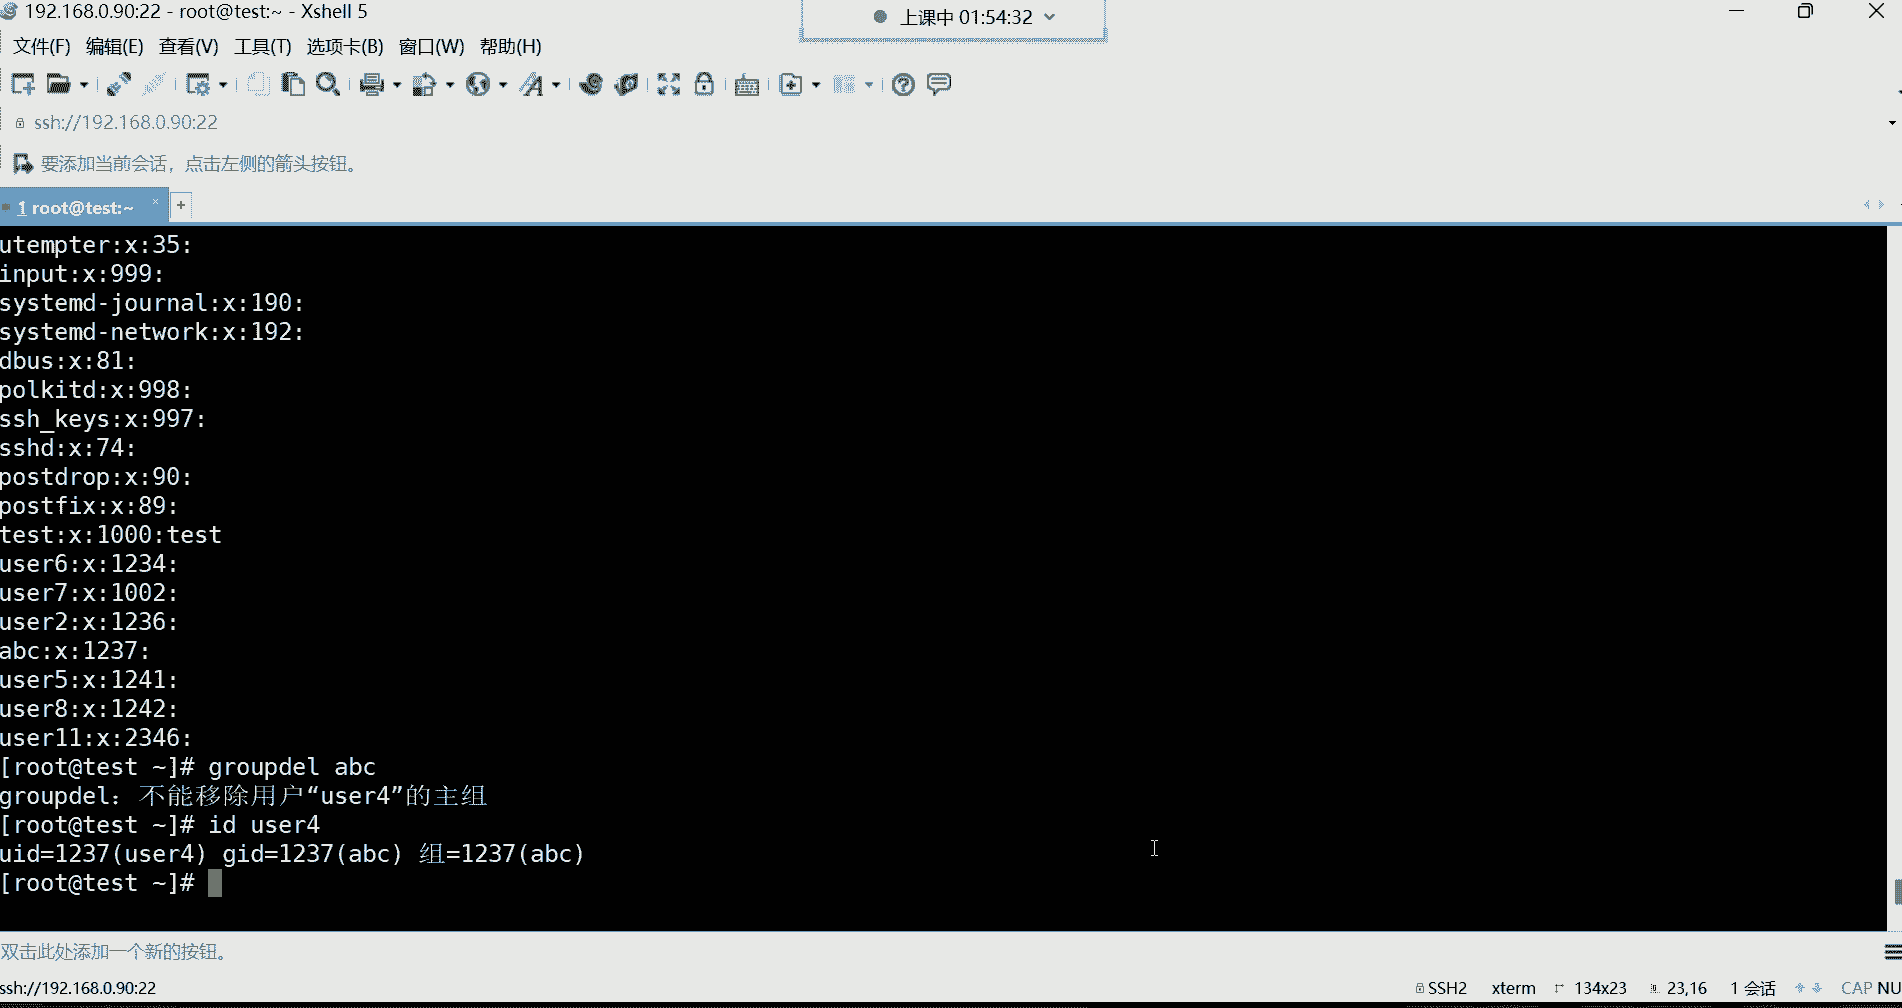 192.168.0.90:22 - root@test:~ - Xshell 5
上课中 01:54:32
文件(F) 编辑(E) 查看(V) 工具(T) 选项卡(B) 窗口(W) 帮助(H)
ssh://192.168.0.90:22
要添加当前会话，点击左侧的箭头按钮。
1 root@test:~
utempter:x:35:
input:x:999:
systemd-journal:x:190:
systemd-network:x:192:
dbus:x:81:
polkitd:x:998:
ssh_keys:x:997:
sshd:x:74:
postdrop:x:90:
postfix:x:89:
test:x:1000:test
user6:x:1234:
user7:x:1002:
user2:x:1236:
abc:x:1237:
user5:x:1241:
user8:x:1242:
user11:x:2346:
[root@test ~]# groupdel abc
groupdel：不能移除用户“user4”的主组
[root@test ~]# id user4
uid=1237(user4) gid=1237(abc) 组=1237(abc)
[root@test ~]#
双击此处添加一个新的按钮。
ssh://192.168.0.90:22 SSH2 xterm 134x23 23,16 1 会话 CAP NU